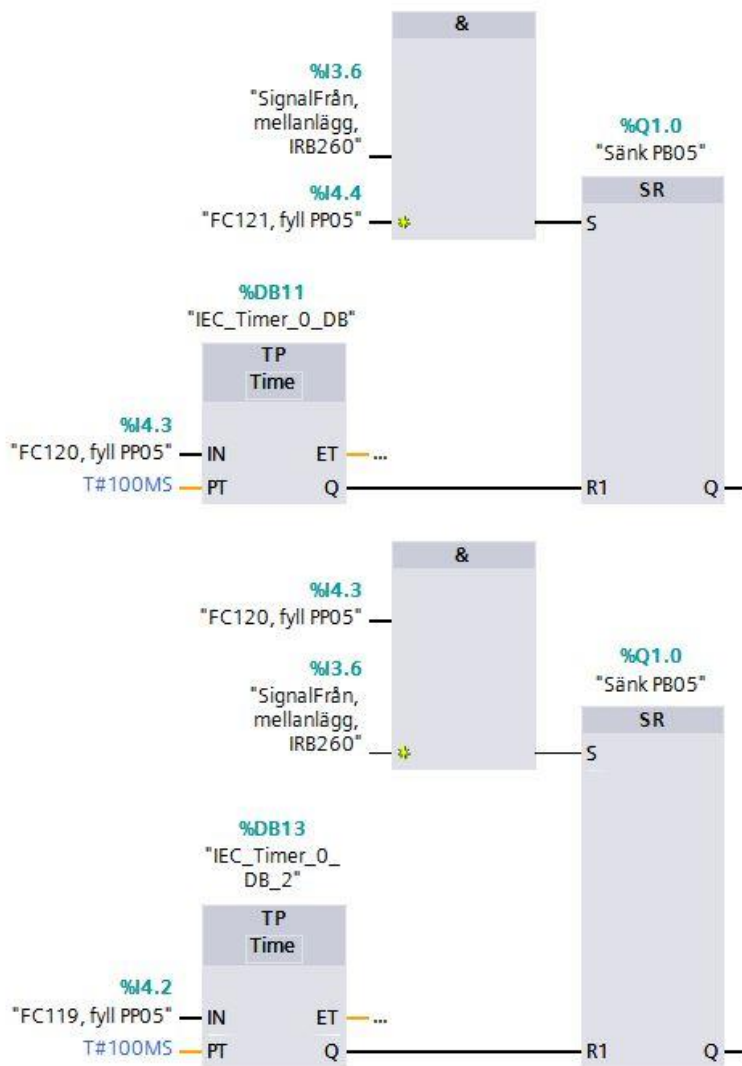 &
%I3.6
"SignalFrån,
mellanlägg,
IRB260"
%Q1.0
"Sänk PB05"
%I4.4
SR
"FC121, fyll PP05"
S
%DB11
"IEC_Timer_0_DB"
TP
Time
%I4.3
"FC120, fyll PP05"
IN
ET
...
T#100MS
PT
Q
R1
Q
&
%I4.3
"FC120, fyll PP05"
%I3.6
"SignalFrån,
mellanlägg,
IRB260"
%Q1.0
"Sänk PB05"
SR
S
%DB13
"IEC_Timer_0_
DB_2"
TP
Time
%I4.2
"FC119, fyll PP05"
IN
ET
...
T#100MS
PT
Q
R1
Q